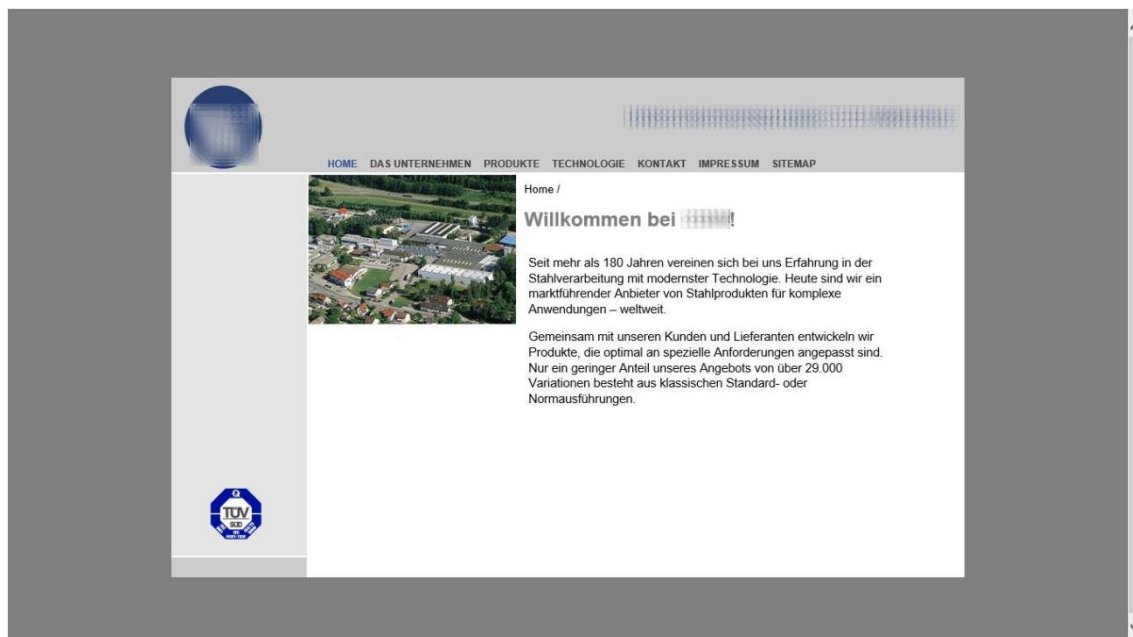 HOME DAS UNTERNEHMEN PRODUKTE TECHNOLOGIE KONTAKT IMPRESSUM SITEMAP
Home /
Willkommen bei !
Seit mehr als 180 Jahren vereinen sich bei uns Erfahrung in der
Stahlverarbeitung mit modernster Technologie. Heute sind wir ein
marktführender Anbieter von Stahlprodukten für komplexe
Anwendungen – weltweit.
Gemeinsam mit unseren Kunden und Lieferanten entwickeln wir
Produkte, die optimal an spezielle Anforderungen angepasst sind.
Nur ein geringer Anteil unseres Angebots von über 29.000
Variationen besteht aus klassischen Standard- oder
Normausführungen.
TÜV
SÜD